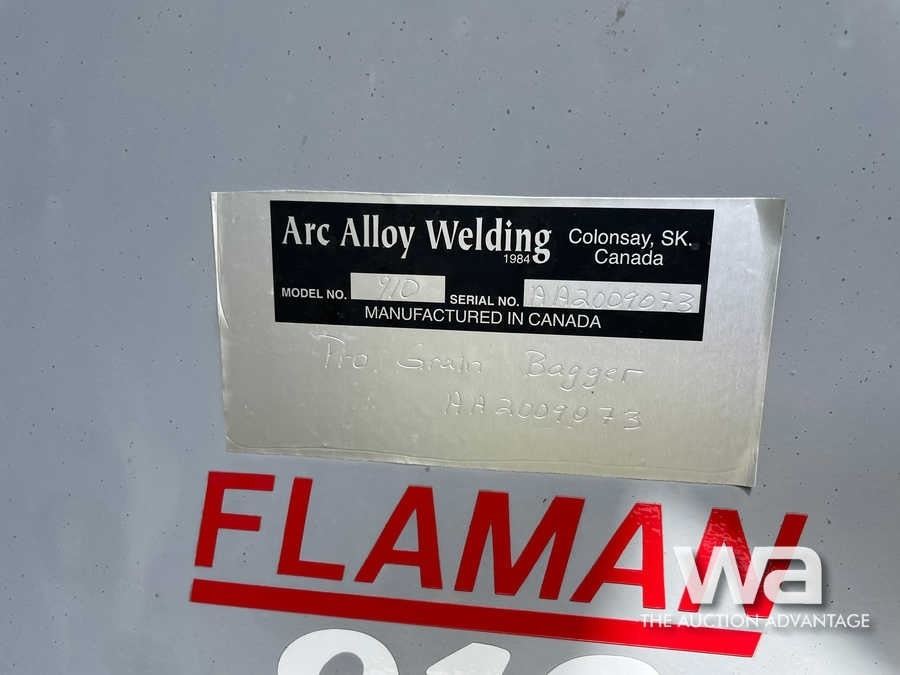 Arc Alloy Welding
1984
Colonsay, SK.
Canada
MODEL NO. 910
SERIAL NO. AA2009073
MANUFACTURED IN CANADA
Pro Grain Bagger
AA2009073
FLAMAN
910
wa
THE AUCTION ADVANTAGE